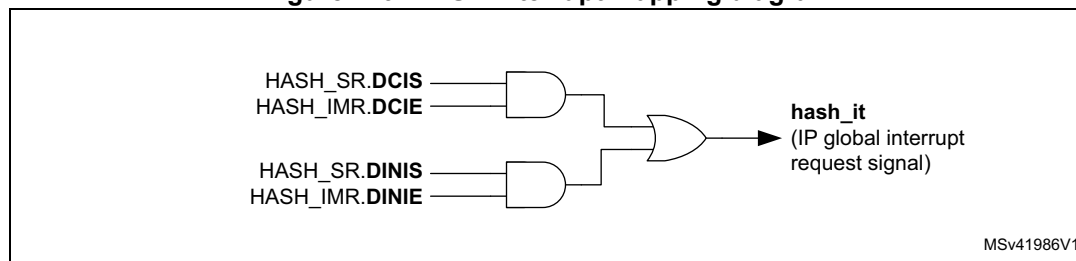 HASH_SR.DCIS
HASH_IMR.DCIE
HASH_SR.DINIS
HASH_IMR.DINIE
hash_it
(IP global interrupt
request signal)
MSv41986V1